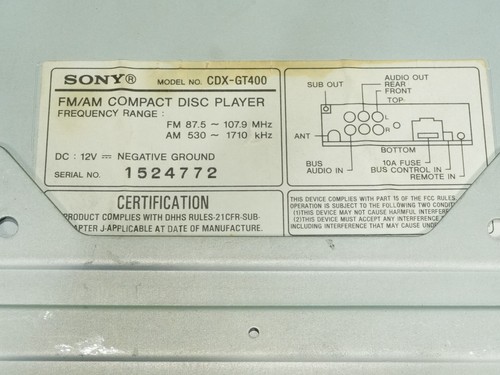 SONY® MODEL NO. CDX-GT400
FM/AM COMPACT DISC PLAYER
FREQUENCY RANGE :
FM 87.5 ~ 107.9 MHz
AM 530 ~ 1710 kHz
DC : 12V NEGATIVE GROUND
SERIAL NO. 1524772
SUB OUT
AUDIO OUT
REAR
FRONT
TOP
L
R
ANT
BOTTOM
BUS
AUDIO IN
10A FUSE
BUS CONTROL IN
REMOTE IN
CERTIFICATION
PRODUCT COMPLIES WITH DHHS RULES-21CFR-SUB-
APTER J-APPLICABLE AT DATE OF MANUFACTURE.
THIS DEVICE COMPLIES WITH PART 15 OF THE FCC RULES
OPERATION IS SUBJECT TO THE FOLLOWING TWO CONDIT
(1)THIS DEVICE MAY NOT CAUSE HARMFUL INTERFERE
(2)THIS DEVICE MUST ACCEPT ANY INTERFERENCE
INCLUDING INTERFERENCE THAT MAY CAUSE UNDE